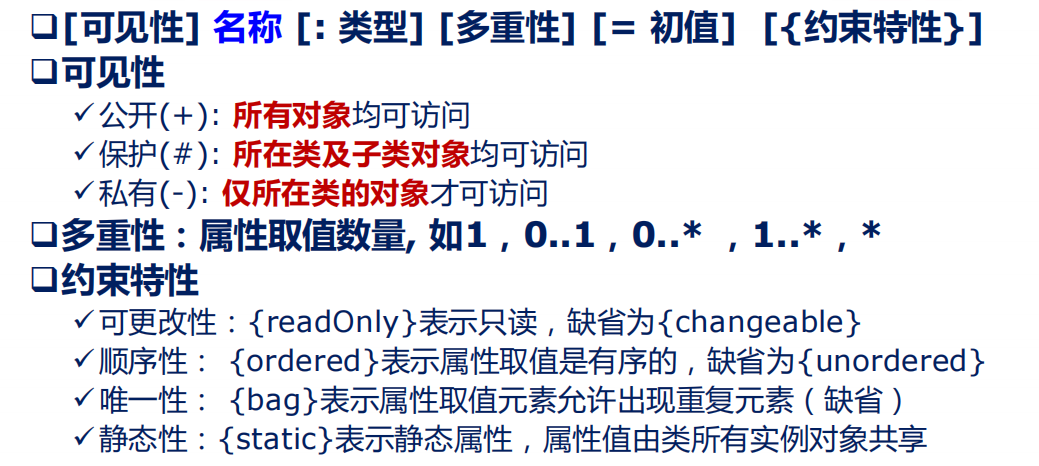 ❑[可见性] 名称 [: 类型] [多重性] [= 初值] [{约束特性}]
❑可见性
✓公开(+): 所有对象均可访问
✓保护(#): 所在类及子类对象均可访问
✓私有(-): 仅所在类的对象才可访问
❑多重性：属性取值数量, 如1，0..1，0..* ，1..*，*
❑约束特性
✓可更改性：{readOnly}表示只读，缺省为{changeable}
✓顺序性： {ordered}表示属性取值是有序的，缺省为{unordered}
✓唯一性： {bag}表示属性取值元素允许出现重复元素（缺省）
✓静态性：{static}表示静态属性，属性值由类所有实例对象共享